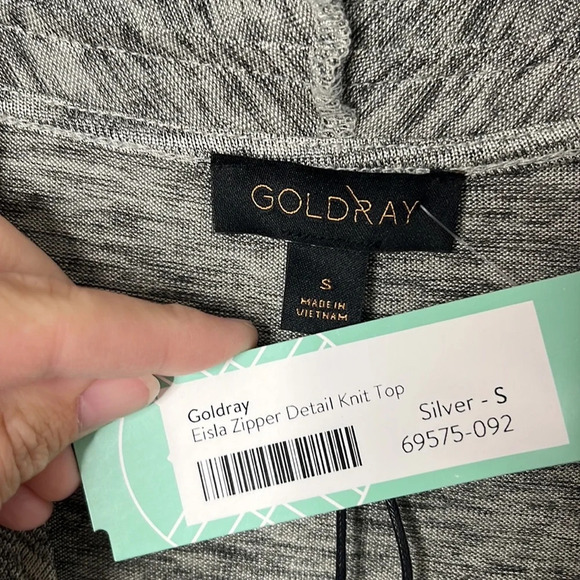 GOLDRAY
S
MADE IN
VIETNAM
Goldray
Eisla Zipper Detail Knit Top
Silver - S
69575-092